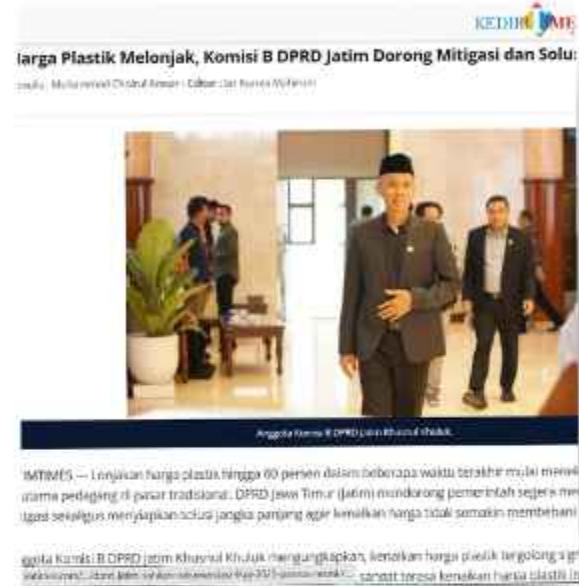 KEDIRI TIMES
Harga Plastik Melonjak, Komisi B DPRD Jatim Dorong Mitigasi dan Solu
Anggota Komisi B DPRD Jatim Khusnul Khuluk.
IMTIMES — Lonjakan harga plastik hingga 60 persen dalam beberapa waktu terakhir mulai
utama pedagang di pasar tradisional. DPRD Jawa Timur (Jatim) mendorong pemerintah segera
igasi sekaligus menyiapkan solusi jangka panjang agar kenaikan harga tidak semakin membebani
ggota Komisi B DPRD Jatim Khusnul Khuluk mengungkapkan, kenaikan harga plastik tergolong
sangat terasa kenaikan harga plastik